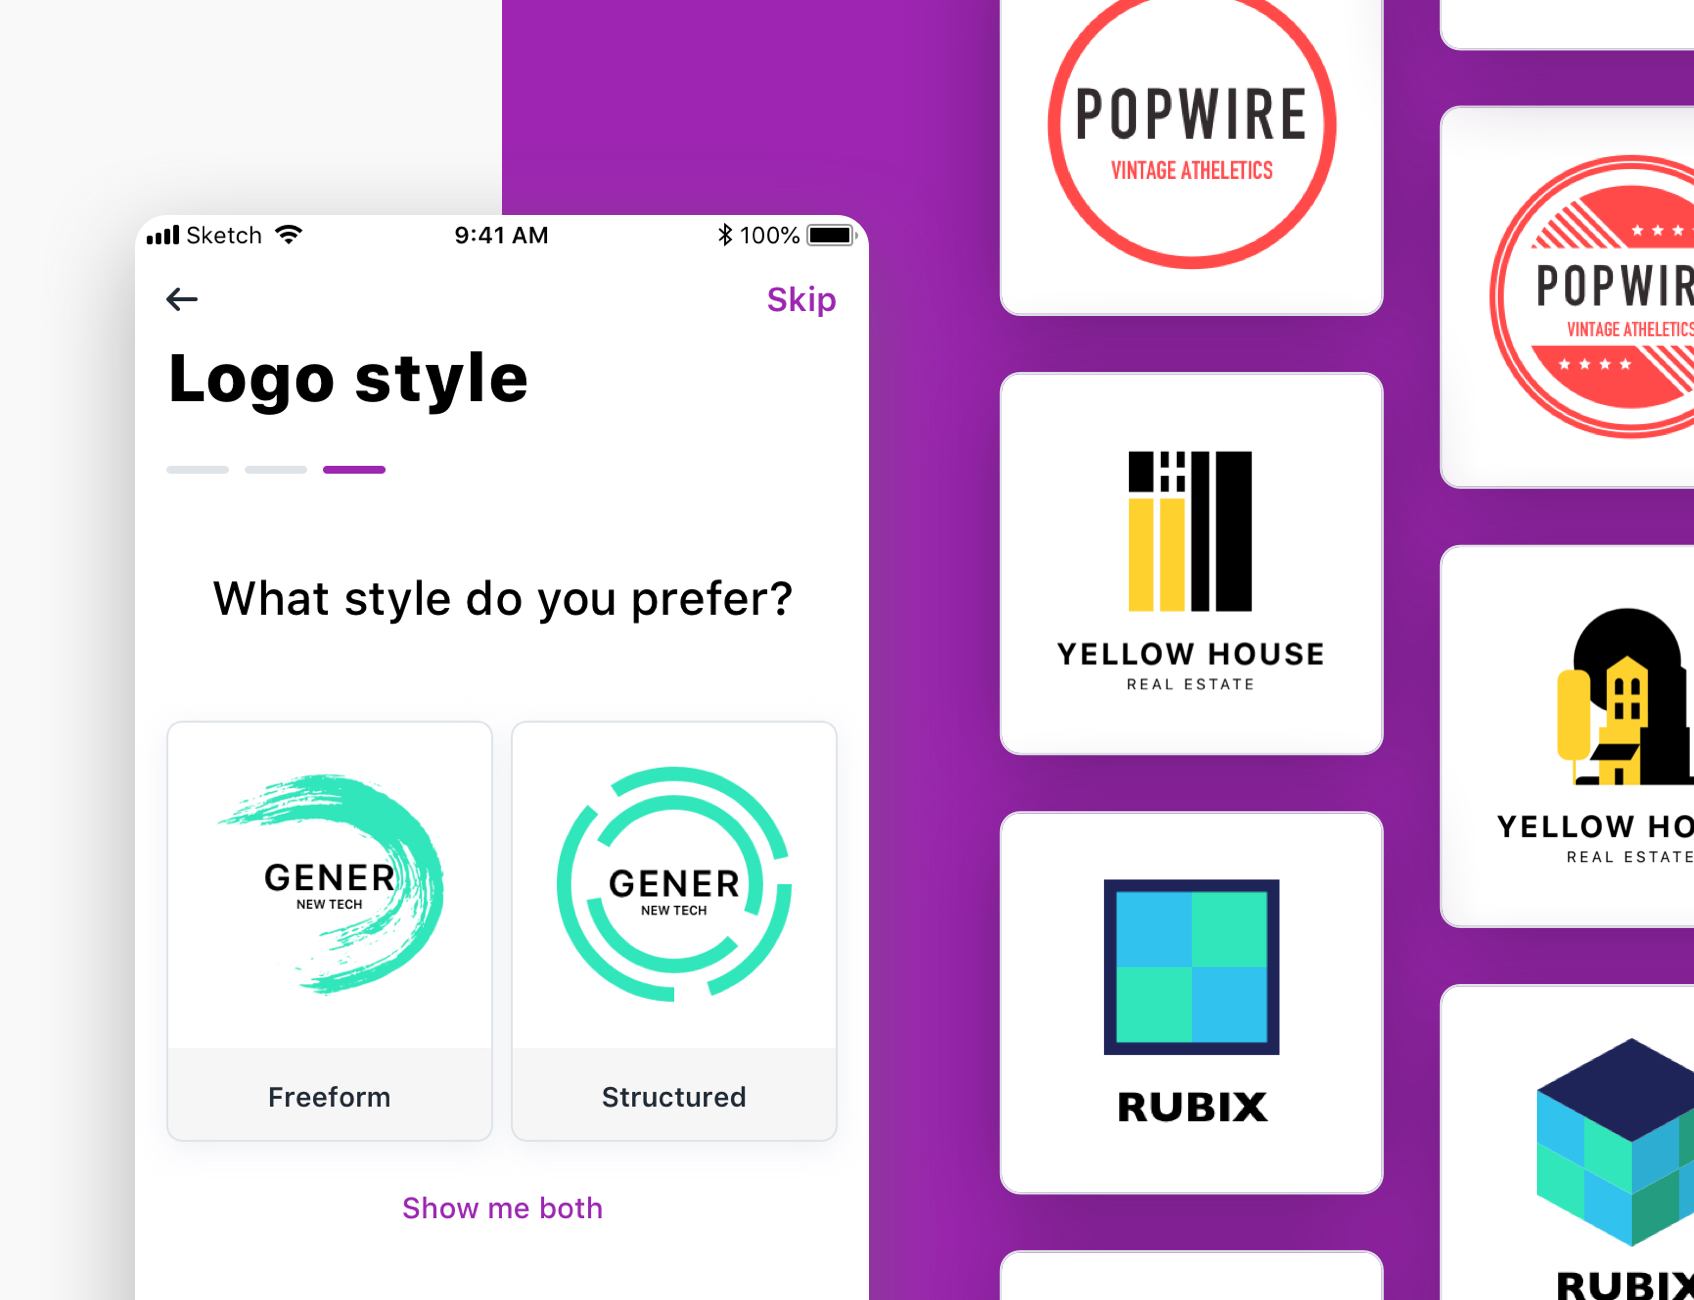 Sketch
9:41 AM
100%
Skip
Logo style
What style do you prefer?
GENER
NEW TECH
Freeform
GENER
NEW TECH
Structured
Show me both
POPWIRE
VINTAGE ATHELETICS
YELLOW HOUSE
REAL ESTATE
RUBIX
POPWIR
VINTAGE ATHELETICS
YELLOW HO
REAL ESTATE
RUBIX